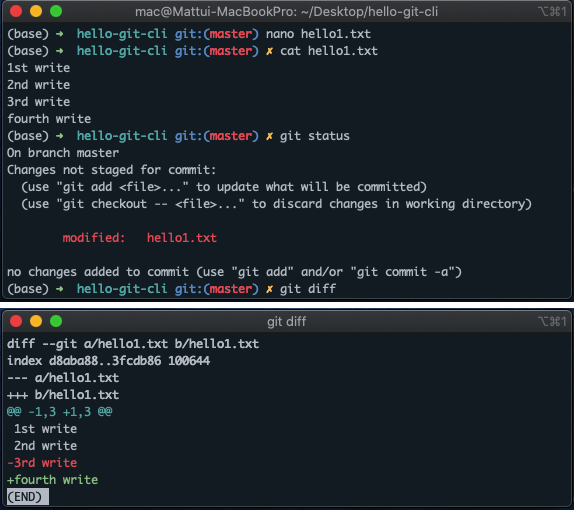 mac@Mattui-MacBookPro: ~/Desktop/hello-git-cli ⌥⌘1
(base) ➜ hello-git-cli git:(master) nano hello1.txt
(base) ➜ hello-git-cli git:(master) ✗ cat hello1.txt
1st write
2nd write
3rd write
fourth write
(base) ➜ hello-git-cli git:(master) ✗ git status
On branch master
Changes not staged for commit:
  (use "git add <file>..." to update what will be committed)
  (use "git checkout -- <file>..." to discard changes in working directory)
        modified:   hello1.txt
no changes added to commit (use "git add" and/or "git commit -a")
(base) ➜ hello-git-cli git:(master) ✗ git diff
git diff ⌥⌘1
diff --git a/hello1.txt b/hello1.txt
index d8aba88..3fcdb86 100644
--- a/hello1.txt
+++ b/hello1.txt
@@ -1,3 +1,3 @@
 1st write
 2nd write
-3rd write
+fourth write
(END)